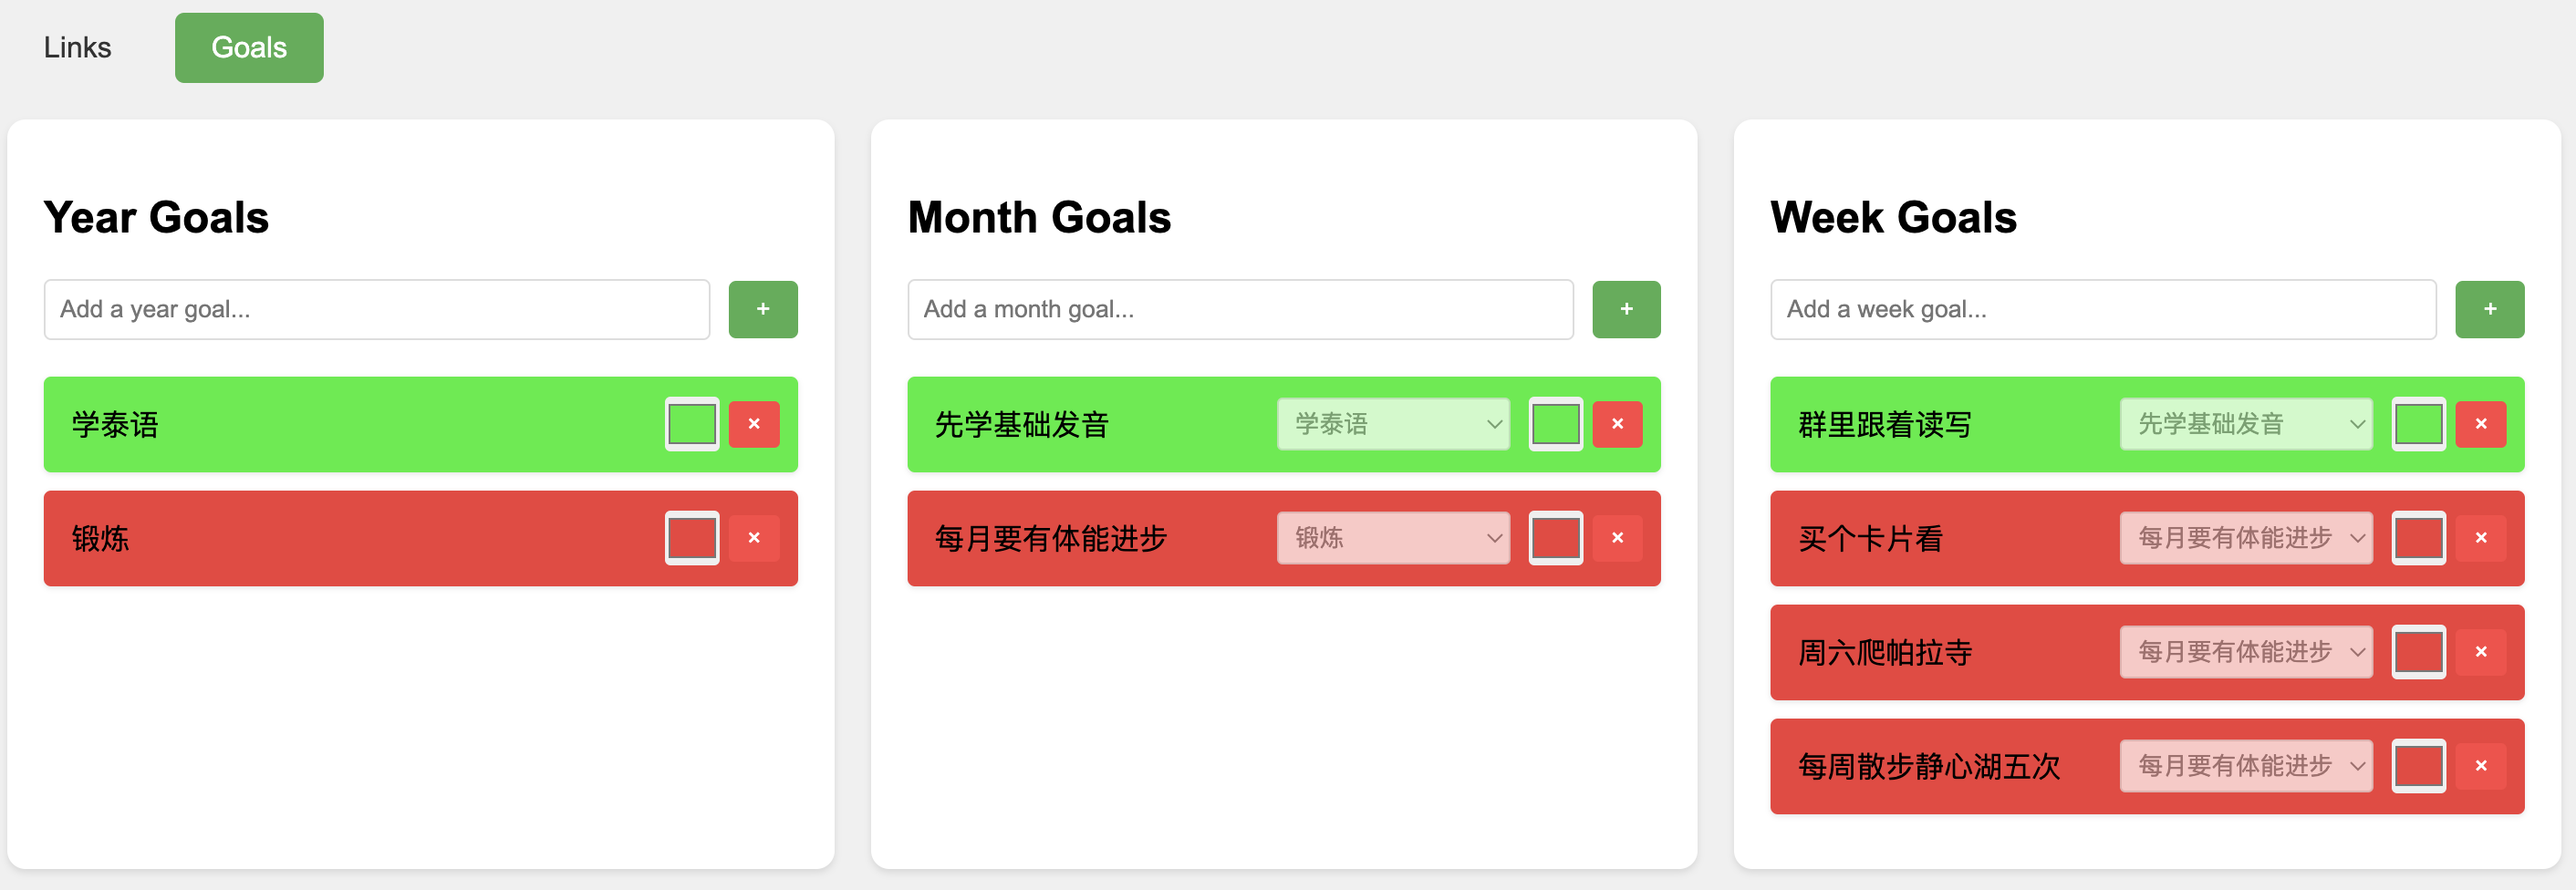 Links
Goals
Year Goals
Add a year goal...
+
学泰语
×
锻炼
×
Month Goals
Add a month goal...
+
先学基础发音
学泰语
×
每月要有体能进步
锻炼
×
Week Goals
Add a week goal...
+
群里跟着读写
先学基础发音
×
买个卡片看
每月要有体能进步
×
周六爬帕拉寺
每月要有体能进步
×
每周散步静心湖五次
每月要有体能进步
×